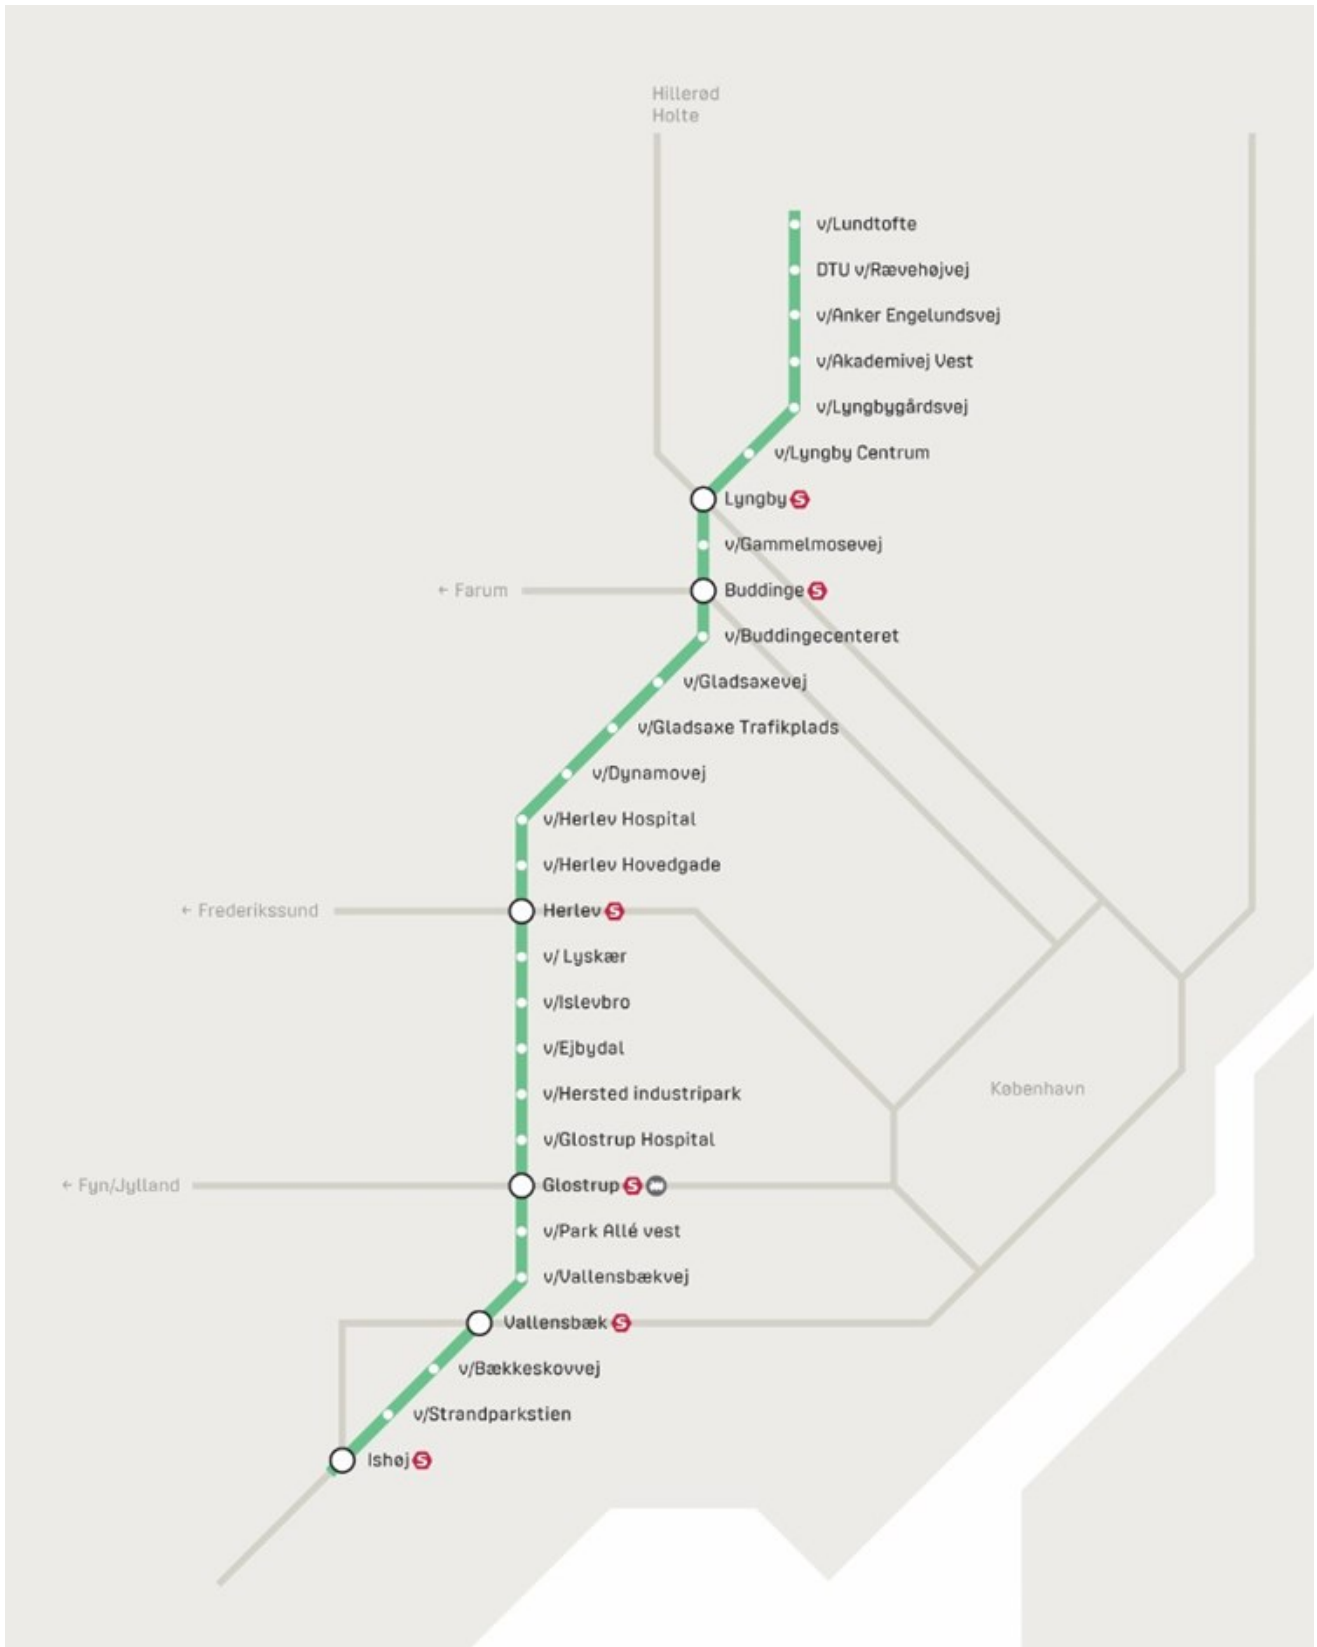 Hillerød
Holte
v/Lundtofte
DTU v/Rævehøjvej
v/Anker Engelundsvej
v/Akademivej Vest
v/Lyngbygårdsvej
v/Lyngby Centrum
Lyngby S
v/Gammelmosevej
← Farum
Buddinge S
v/Buddingecenteret
v/Gladsaxevej
v/Gladsaxe Trafikplads
v/Dynamovej
v/Herlev Hospital
v/Herlev Hovedgade
← Frederikssund
Herlev S
v/ Lyskær
v/Islevbro
v/Ejbydal
v/Hersted industripark
København
v/Glostrup Hospital
← Fyn/Jylland
Glostrup S
v/Park Allé vest
v/Vallensbækvej
Vallensbæk S
v/Bækkeskovvej
v/Strandparkstien
Ishøj S